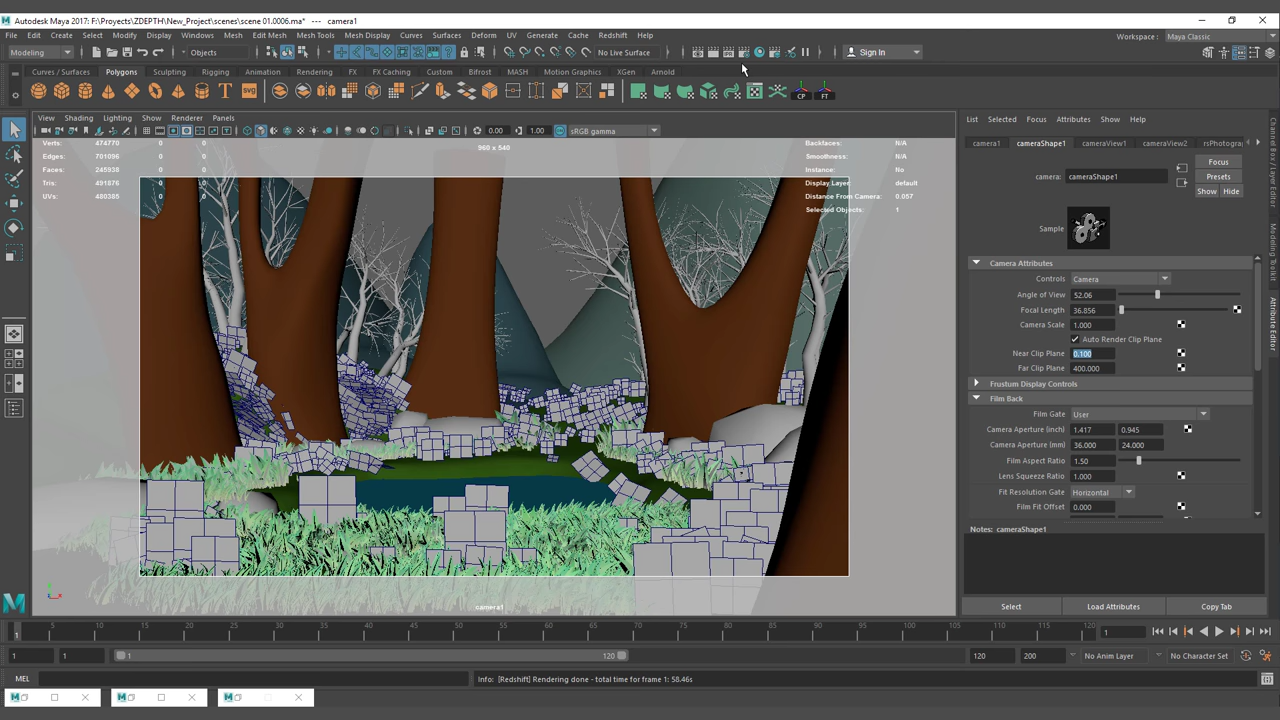 Autodesk Maya 2017: F:\Proyects\ZDEPTH\New_Project\scenes\scene 01.0006.ma* --- camera1
File Edit Create Select Modify Display Windows Mesh Edit Mesh Mesh Tools Mesh Display Curves Surfaces Deform UV Generate Cache Arnold Redshift Help
Workspace : Maya Classic
Modeling Objects No Live Surface Sign In
Curves / Surfaces Polygons Sculpting Rigging Animation Rendering FX FX Caching Custom Bifrost MASH Motion Graphics XGen Arnold
T svg CP FT
View Shading Lighting Show Renderer Panels
0.00 1.00 sRGB gamma
List Selected Focus Attributes Show Help
camera1 cameraShape1 cameraView1 cameraView2 rsPhotograp
Verts: 474770 0 0
Edges: 701096 0 0
Faces: 245938 0 0
Tris: 491876 0 0
UVs: 480385 0 0
960 x 540
Backfaces: N/A
Smoothness: N/A
Instance: No
Display Layer: default
Distance From Camera: 0.057
Selected Objects: 1
camera1
camera: cameraShape1
Focus
Presets
Show Hide
Sample
Camera Attributes
Controls Camera
Angle of View 52.06
Focal Length 36.856
Camera Scale 1.000
Auto Render Clip Plane
Near Clip Plane 0.100
Far Clip Plane 400.000
Frustum Display Controls
Film Back
Film Gate User
Camera Aperture (inch) 1.417 0.945
Camera Aperture (mm) 36.000 24.000
Film Aspect Ratio 1.50
Lens Squeeze Ratio 1.000
Fit Resolution Gate Horizontal
Film Fit Offset 0.000
Notes: cameraShape1
Select Load Attributes Copy Tab
Channel Box / Layer Editor
Modeling Toolkit
Attribute Editor
1 5 10 15 20 25 30 35 40 45 50 55 60 65 70 75 80 85 90 95 100 105 110 115 120 1
1 1 1 120 120 200 No Anim Layer No Character Set
MEL Info: [Redshift] Rendering done - total time for frame 1: 58.46s